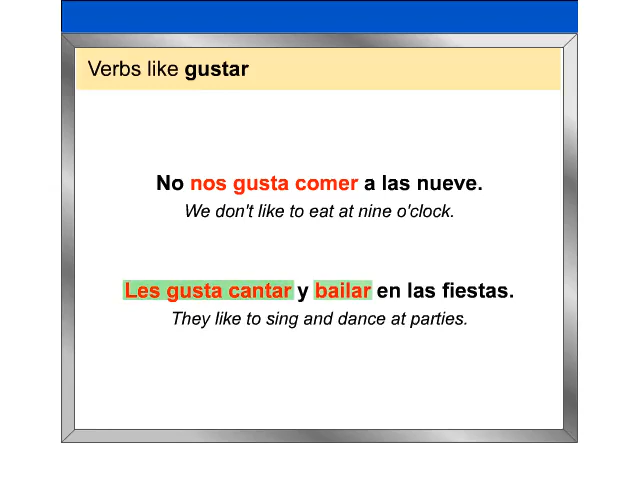 Verbs like gustar
No nos gusta comer a las nueve.
We don't like to eat at nine o'clock.
Les gusta cantar y bailar en las fiestas.
They like to sing and dance at parties.